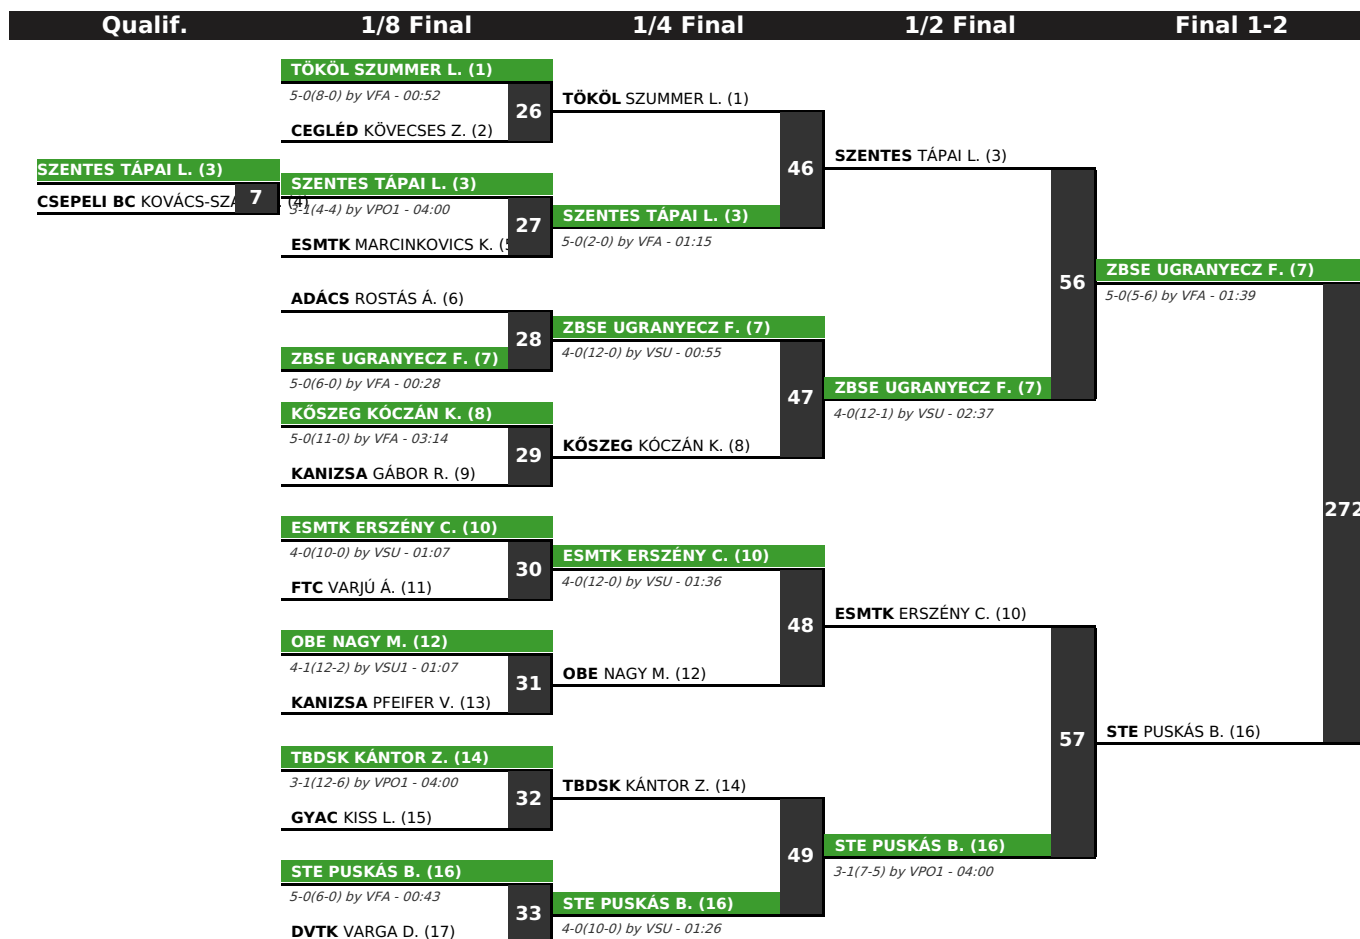 Qualif.
1/8 Final
1/4 Final
1/2 Final
Final 1-2
SZENTES TÁPAI L. (3)
CSEPELI BC KOVÁCS-SZA (4)
7
TÖKÖL SZUMMER L. (1)
5-0(8-0) by VFA - 00:52
CEGLÉD KÖVECSES Z. (2)
26
SZENTES TÁPAI L. (3)
3-1(4-4) by VPO1 - 04:00
ESMTK MARCINKOVICS K.
27
ADÁCS ROSTÁS Á. (6)
28
ZBSE UGRANYECZ F. (7)
5-0(6-0) by VFA - 00:28
KŐSZEG KÓCZÁN K. (8)
5-0(11-0) by VFA - 03:14
KANIZSA GÁBOR R. (9)
29
ESMTK ERSZÉNY C. (10)
4-0(10-0) by VSU - 01:07
FTC VARJÚ Á. (11)
30
OBE NAGY M. (12)
4-1(12-2) by VSU1 - 01:07
KANIZSA PFEIFER V. (13)
31
TBDSK KÁNTOR Z. (14)
3-1(12-6) by VPO1 - 04:00
GYAC KISS L. (15)
32
STE PUSKÁS B. (16)
5-0(6-0) by VFA - 00:43
DVTK VARGA D. (17)
33
TÖKÖL SZUMMER L. (1)
46
SZENTES TÁPAI L. (3)
5-0(2-0) by VFA - 01:15
ZBSE UGRANYECZ F. (7)
4-0(12-0) by VSU - 00:55
47
KŐSZEG KÓCZÁN K. (8)
ESMTK ERSZÉNY C. (10)
4-0(12-0) by VSU - 01:36
48
OBE NAGY M. (12)
TBDSK KÁNTOR Z. (14)
49
STE PUSKÁS B. (16)
4-0(10-0) by VSU - 01:26
SZENTES TÁPAI L. (3)
56
ZBSE UGRANYECZ F. (7)
4-0(12-1) by VSU - 02:37
ESMTK ERSZÉNY C. (10)
57
STE PUSKÁS B. (16)
3-1(7-5) by VPO1 - 04:00
ZBSE UGRANYECZ F. (7)
5-0(5-6) by VFA - 01:39
272
STE PUSKÁS B. (16)